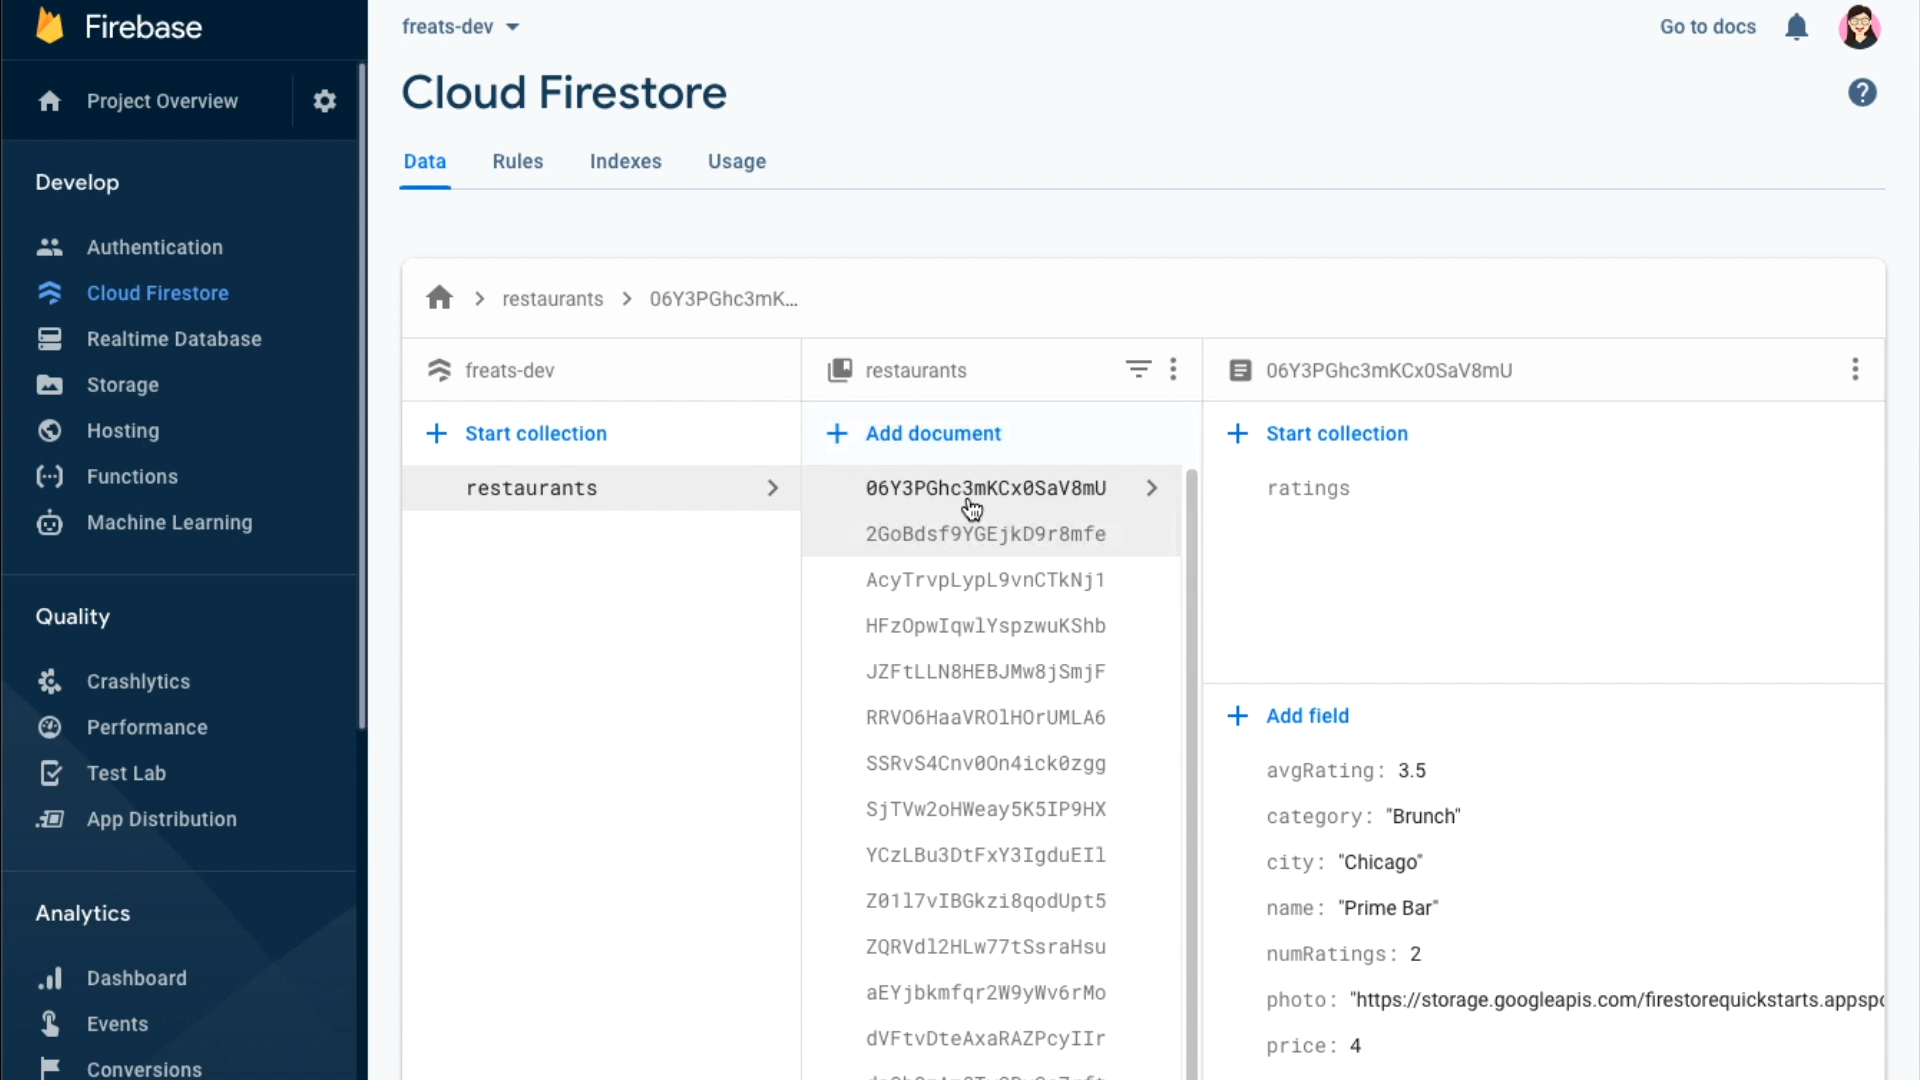 Firebase
Project Overview
Develop
Authentication
Cloud Firestore
Realtime Database
Storage
Hosting
Functions
Machine Learning
Quality
Crashlytics
Performance
Test Lab
App Distribution
Analytics
Dashboard
Events
Conversions
freats-dev
Go to docs
Cloud Firestore
Data Rules Indexes Usage
restaurants > 06Y3PGhc3mK...
freats-dev
Start collection
restaurants
restaurants
Add document
06Y3PGhc3mKCx0SaV8mU
2GoBdsf9YGEjkD9r8mfe
AcyTrvpLypL9vnCTkNj1
HFzOpwIqwlYspzwuKShb
JZFtLLN8HEBJMw8jSmjF
RRVO6HaaVROlHOrUMLA6
SSRvS4Cnv0On4ick0zgg
SjTVw2oHWeay5K5IP9HX
YCzLBu3DtFxY3IgduEIl
Z01l7vIBGkzi8qodUpt5
ZQRVdl2HLw77tSsraHsu
aEYjbkmfqr2W9yWv6rMo
dVFtvDteAxaRAZPcyIIr
06Y3PGhc3mKCx0SaV8mU
Start collection
ratings
Add field
avgRating: 3.5
category: "Brunch"
city: "Chicago"
name: "Prime Bar"
numRatings: 2
photo: "https://storage.googleapis.com/firestorequickstarts.appspo
price: 4